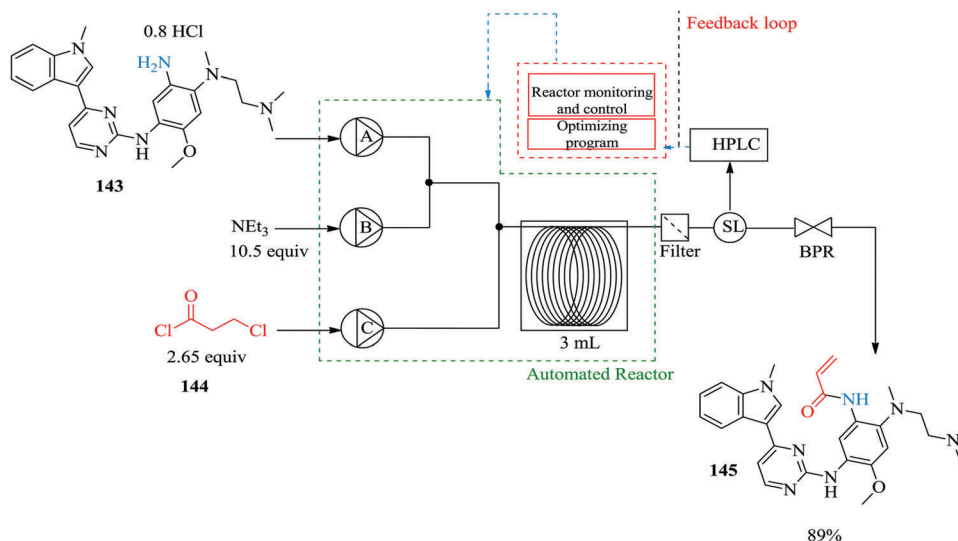 0.8 HCl
Feedback loop
N
H₂N
N
N
N
N
N
H
O
143
A
Reactor monitoring
and control
Optimizing
program
HPLC
NEt₃
10.5 equiv
B
SL
Filter
BPR
O
Cl
Cl
2.65 equiv
144
C
3 mL
Automated Reactor
N
O
NH
N
N
N
N
N
H
O
145
89%